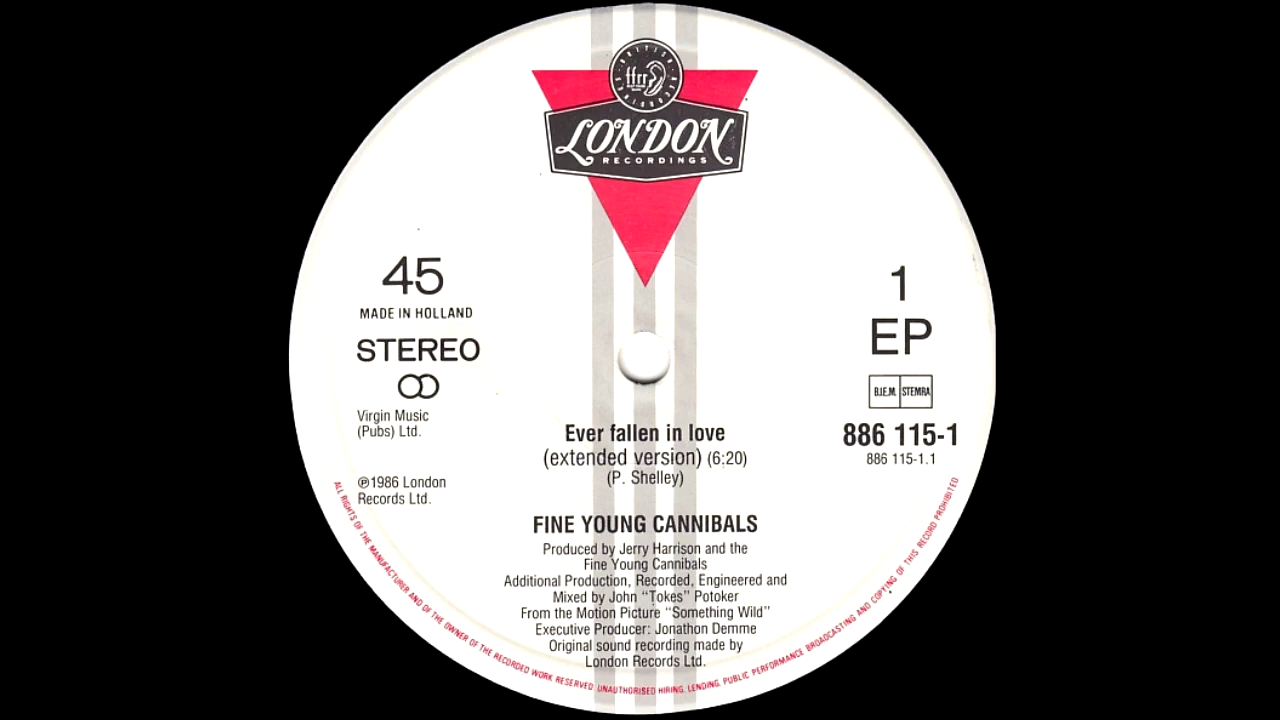 BRITISH RECORDINGS
ffrr
LONDON
RECORDINGS
45
MADE IN HOLLAND
STEREO
Virgin Music
(Pubs) Ltd.
℗1986 London
Records Ltd.
1
EP
B.I.E.M. STEMRA
886 115-1
886 115-1.1
Ever fallen in love
(extended version) (6:20)
(P. Shelley)
FINE YOUNG CANNIBALS
Produced by Jerry Harrison and the
Fine Young Cannibals
Additional Production, Recorded, Engineered and
Mixed by John “Tokes” Potoker
From the Motion Picture “Something Wild”
Executive Producer: Jonathon Demme
Original sound recording made by
London Records Ltd.
ALL RIGHTS OF THE MANUFACTURER AND OF THE OWNER OF THE RECORDED WORK RESERVED. UNAUTHORISED HIRING, LENDING, PUBLIC PERFORMANCE BROADCASTING AND COPYING OF THIS RECORD PROHIBITED